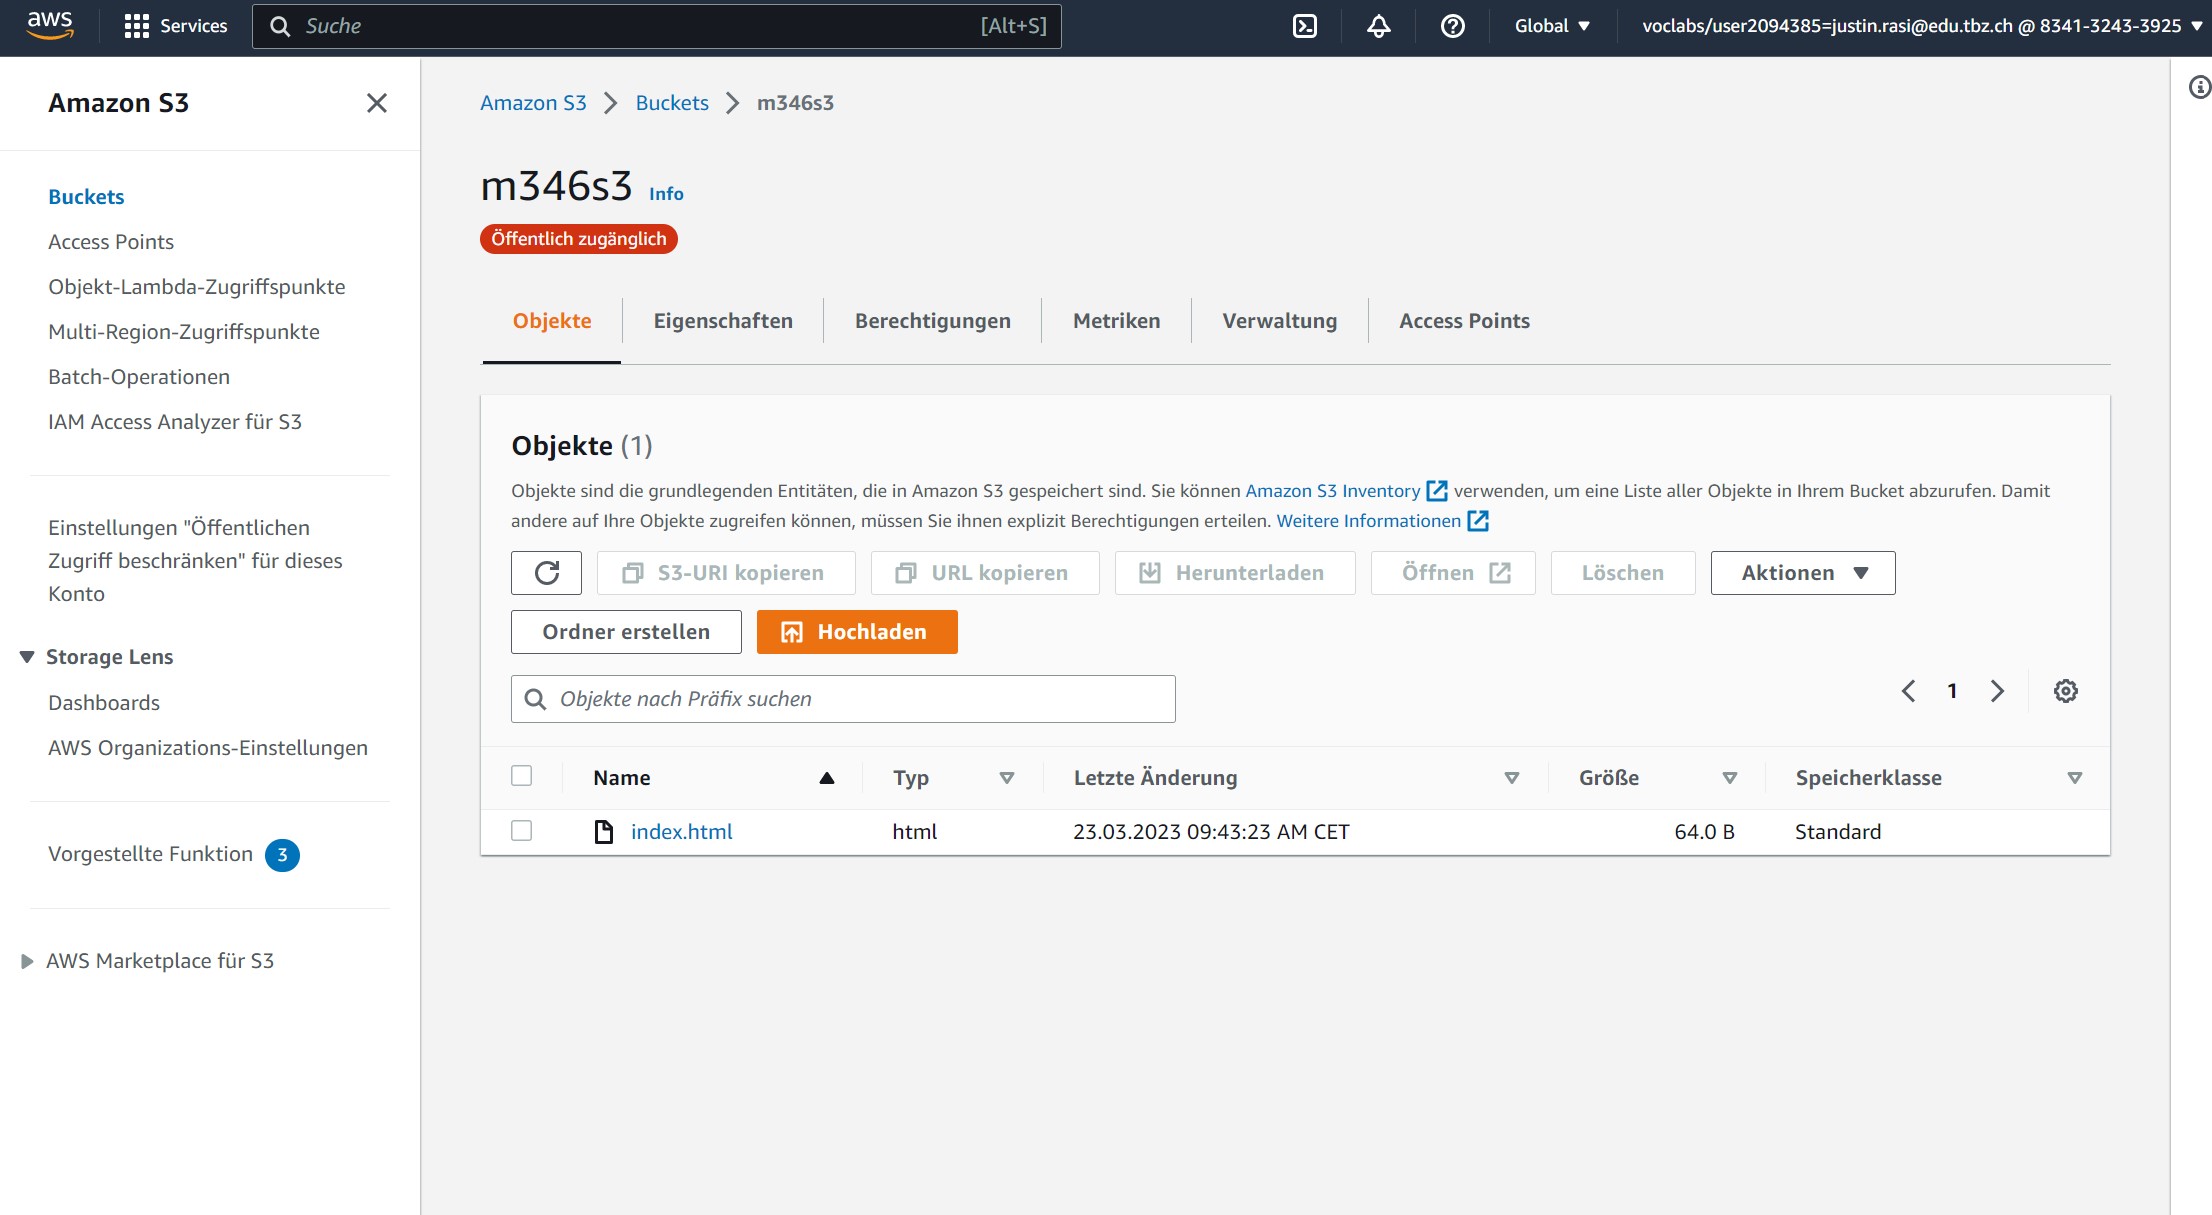 aws
Services
Suche
[Alt+S]
Global
voclabs/user2094385=justin.rasi@edu.tbz.ch @ 8341-3243-3925
Amazon S3
Buckets
Access Points
Objekt-Lambda-Zugriffspunkte
Multi-Region-Zugriffspunkte
Batch-Operationen
IAM Access Analyzer für S3
Einstellungen "Öffentlichen
Zugriff beschränken" für dieses
Konto
Storage Lens
Dashboards
AWS Organizations-Einstellungen
Vorgestellte Funktion 3
AWS Marketplace für S3
Amazon S3 > Buckets > m346s3
m346s3 Info
Öffentlich zugänglich
Objekte
Eigenschaften
Berechtigungen
Metriken
Verwaltung
Access Points
Objekte (1)
Objekte sind die grundlegenden Entitäten, die in Amazon S3 gespeichert sind. Sie können Amazon S3 Inventory verwenden, um eine Liste aller Objekte in Ihrem Bucket abzurufen. Damit
andere auf Ihre Objekte zugreifen können, müssen Sie ihnen explizit Berechtigungen erteilen. Weitere Informationen
S3-URI kopieren
URL kopieren
Herunterladen
Öffnen
Löschen
Aktionen
Ordner erstellen
Hochladen
Objekte nach Präfix suchen
1
Name Typ Letzte Änderung Größe Speicherklasse
index.html html 23.03.2023 09:43:23 AM CET 64.0 B Standard